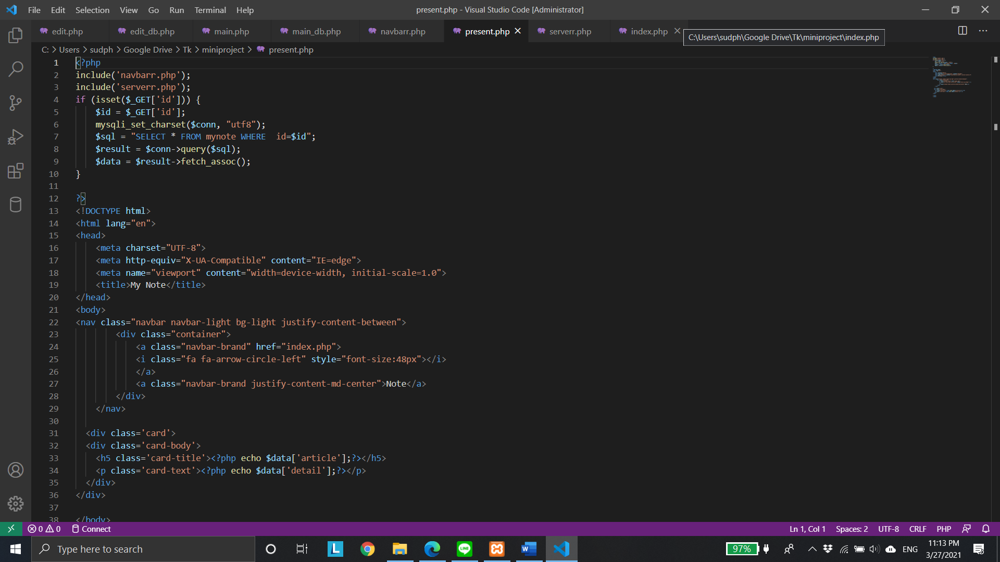 File Edit Selection View Go Run Terminal Help present.php - Visual Studio Code [Administrator]
edit.php edit_db.php main.php main_db.php navbarr.php present.php serverr.php index.php
C:\Users\sudph\Google Drive\Tk\miniproject\index.php
C: > Users > sudph > Google Drive > Tk > miniproject > present.php
1 <?php
2 include('navbarr.php');
3 include('serverr.php');
4 if (isset($_GET['id'])) {
5 $id = $_GET['id'];
6 mysqli_set_charset($conn, "utf8");
7 $sql = "SELECT * FROM mynote WHERE  id=$id";
8 $result = $conn->query($sql);
9 $data = $result->fetch_assoc();
10 }
11
12 ?>
13 <!DOCTYPE html>
14 <html lang="en">
15 <head>
16 <meta charset="UTF-8">
17 <meta http-equiv="X-UA-Compatible" content="IE=edge">
18 <meta name="viewport" content="width=device-width, initial-scale=1.0">
19 <title>My Note</title>
20 </head>
21 <body>
22 <nav class="navbar navbar-light bg-light justify-content-between">
23 <div class="container">
24 <a class="navbar-brand" href="index.php">
25 <i class="fa fa-arrow-circle-left" style="font-size:48px"></i>
26 </a>
27 <a class="navbar-brand justify-content-md-center">Note</a>
28 </div>
29 </nav>
30
31 <div class='card'>
32 <div class='card-body'>
33 <h5 class='card-title'><?php echo $data['article'];?></h5>
34 <p class='card-text'><?php echo $data['detail'];?></p>
35 </div>
36 </div>
37
38 </body>
0 0 Connect Ln 1, Col 1 Spaces: 2 UTF-8 CRLF PHP
Type here to search L LINE W 97% ENG 11:13 PM
3/27/2021